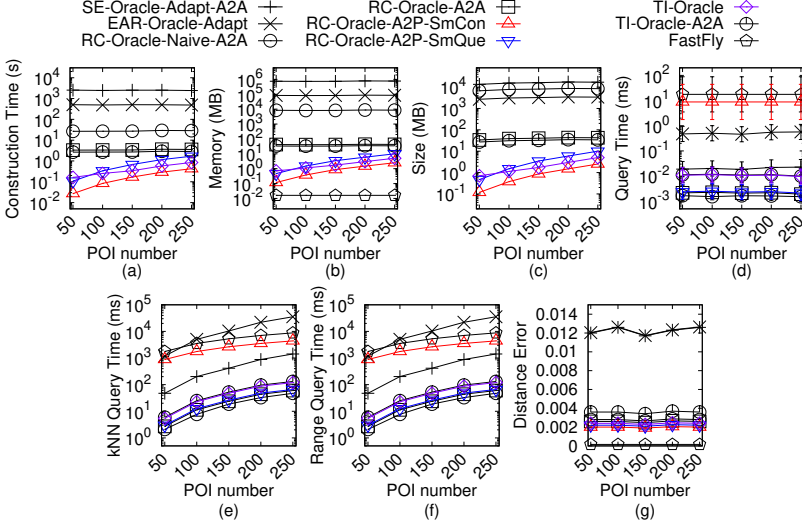 SE-Oracle-Adapt-A2A
EAR-Oracle-Adapt
RC-Oracle-Naive-A2A
RC-Oracle-A2A
RC-Oracle-A2P-SmCon
RC-Oracle-A2P-SmQue
TI-Oracle
TI-Oracle-A2A
FastFly
Construction Time (s)
10^4
10^3
10^2
10^1
10^0
10^-1
10^-2
50
100
150
200
250
POI number
(a)
Memory (MB)
10^6
10^5
10^4
10^3
10^2
10^1
10^0
10^-1
10^-2
50
100
150
200
250
POI number
(b)
Size (MB)
10^4
10^3
10^2
10^1
10^0
10^-1
50
100
150
200
250
POI number
(c)
Query Time (ms)
10^2
10^1
10^0
10^-1
10^-2
10^-3
50
100
150
200
250
POI number
(d)
kNN Query Time (ms)
10^5
10^4
10^3
10^2
10^1
10^0
50
100
150
200
250
POI number
(e)
Range Query Time (ms)
10^5
10^4
10^3
10^2
10^1
10^0
50
100
150
200
250
POI number
(f)
Distance Error
0.014
0.012
0.01
0.008
0.006
0.004
0.002
0
50
100
150
200
250
POI number
(g)